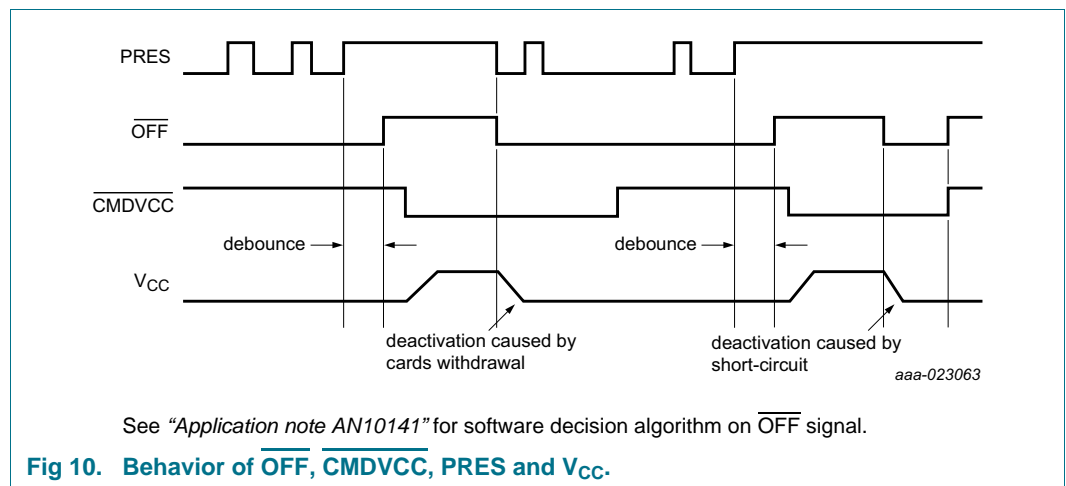 PRES
OFF
CMDVCC
debounce
debounce
VCC
deactivation caused by
cards withdrawal
deactivation caused by
short-circuit
aaa-023063
See “Application note AN10141” for software decision algorithm on OFF signal.
Fig 10. Behavior of OFF, CMDVCC, PRES and VCC.